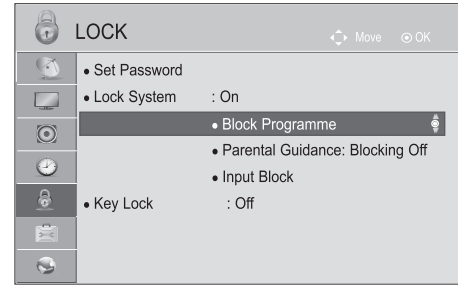 LOCK
Move OK
• Set Password
• Lock System : On
• Block Programme
• Parental Guidance: Blocking Off
• Input Block
• Key Lock : Off